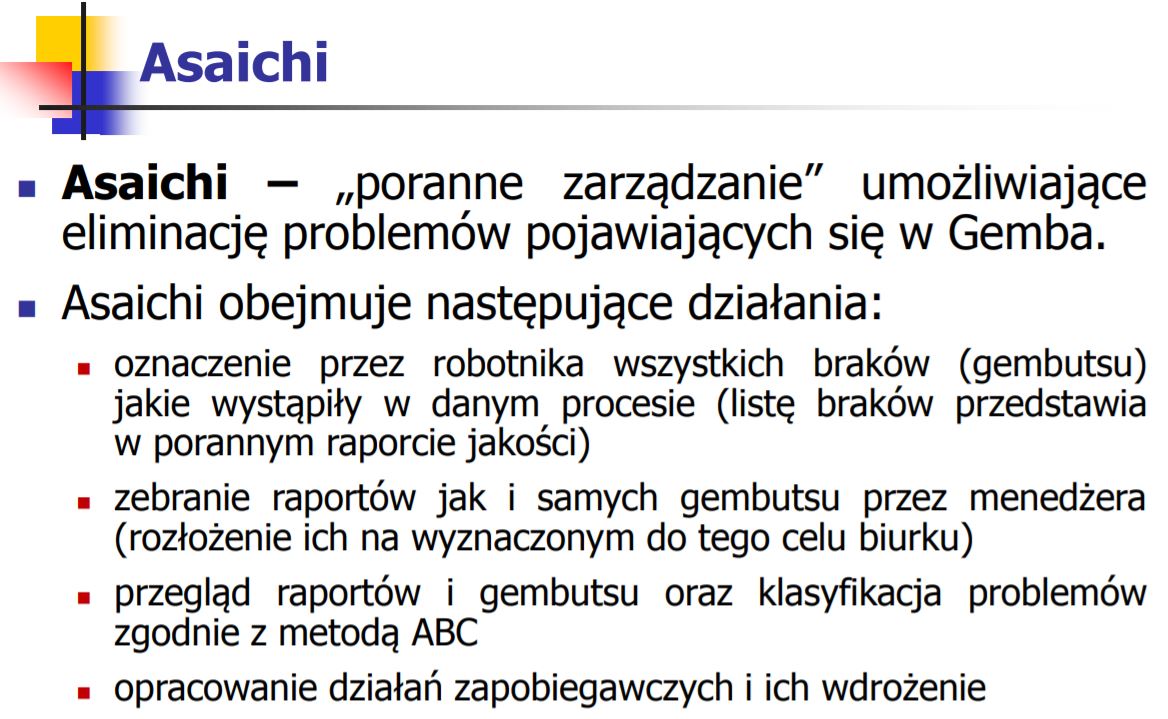 Asaichi
Asaichi – „poranne zarządzanie” umożliwiające
eliminację problemów pojawiających się w Gemba.
Asaichi obejmuje następujące działania:
oznaczenie przez robotnika wszystkich braków (gembutsu)
jakie wystąpiły w danym procesie (listę braków przedstawia
w porannym raporcie jakości)
zebranie raportów jak i samych gembutsu przez menedżera
(rozłożenie ich na wyznaczonym do tego celu biurku)
przegląd raportów i gembutsu oraz klasyfikacja problemów
zgodnie z metodą ABC
opracowanie działań zapobiegawczych i ich wdrożenie